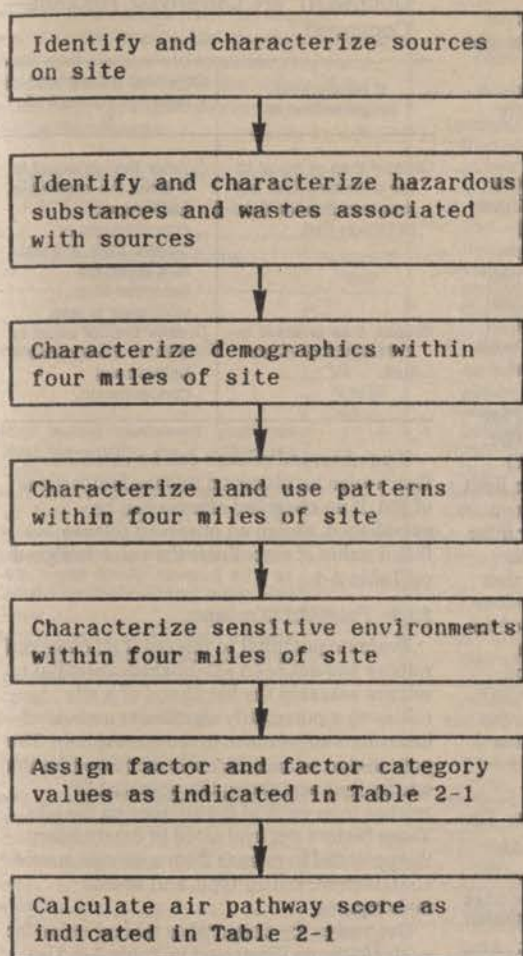 Identify and characterize sources
on site
Identify and characterize hazardous
substances and wastes associated
with sources
Characterize demographics within
four miles of site
Characterize land use patterns
within four miles of site
Characterize sensitive environments
within four miles of site
Assign factor and factor category
values as indicated in Table 2-1
Calculate air pathway score as
indicated in Table 2-1